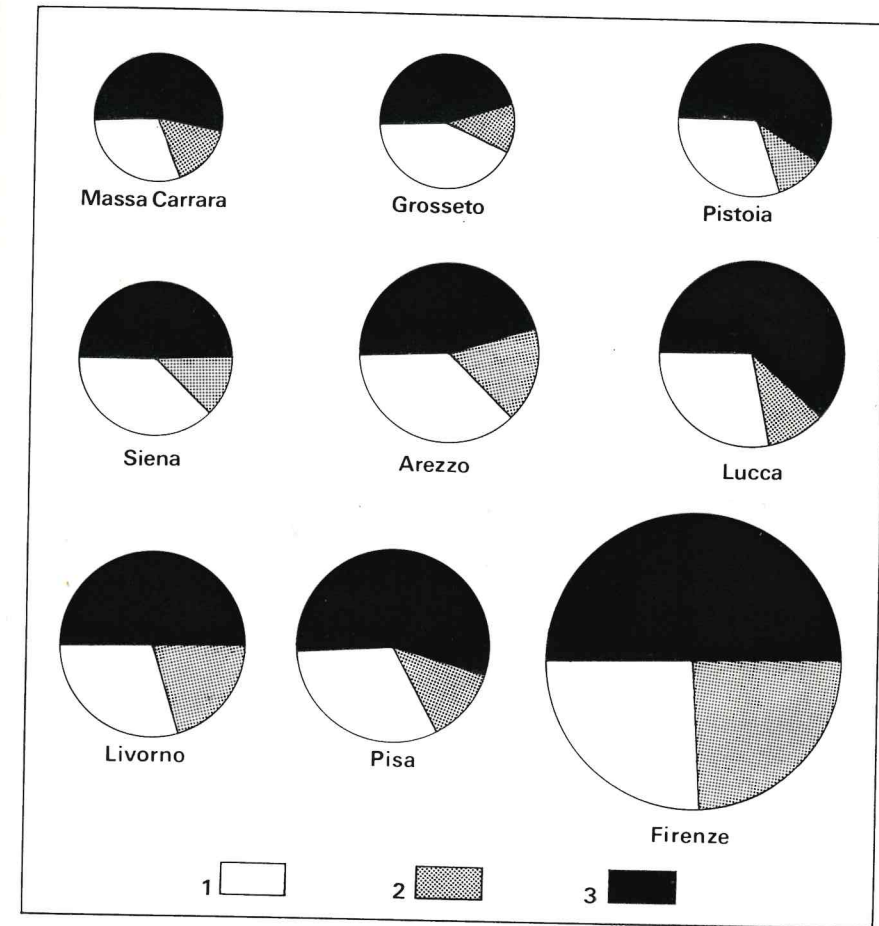 Massa Carrara
Grosseto
Pistoia
Siena
Arezzo
Lucca
Livorno
Pisa
Firenze
1 2 3